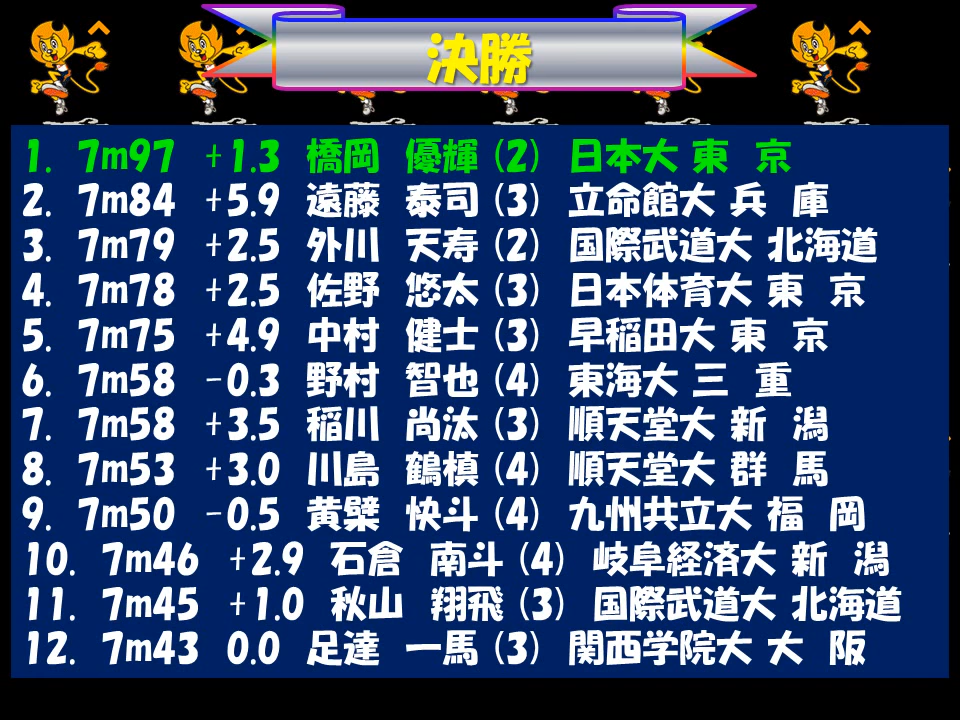 決勝
1. 7m97 +1.3 橋岡 優輝 (2) 日本大 東 京
2. 7m84 +5.9 遠藤 泰司 (3) 立命館大 兵 庫
3. 7m79 +2.5 外川 天寿 (2) 国際武道大 北海道
4. 7m78 +2.5 佐野 悠太 (3) 日本体育大 東 京
5. 7m75 +4.9 中村 健士 (3) 早稲田大 東 京
6. 7m58 -0.3 野村 智也 (4) 東海大 三 重
7. 7m58 +3.5 稲川 尚汰 (3) 順天堂大 新 潟
8. 7m53 +3.0 川島 鶴槙 (4) 順天堂大 群 馬
9. 7m50 -0.5 黄檗 快斗 (4) 九州共立大 福 岡
10. 7m46 +2.9 石倉 南斗 (4) 岐阜経済大 新 潟
11. 7m45 +1.0 秋山 翔飛 (3) 国際武道大 北海道
12. 7m43 0.0 足達 一馬 (3) 関西学院大 大 阪